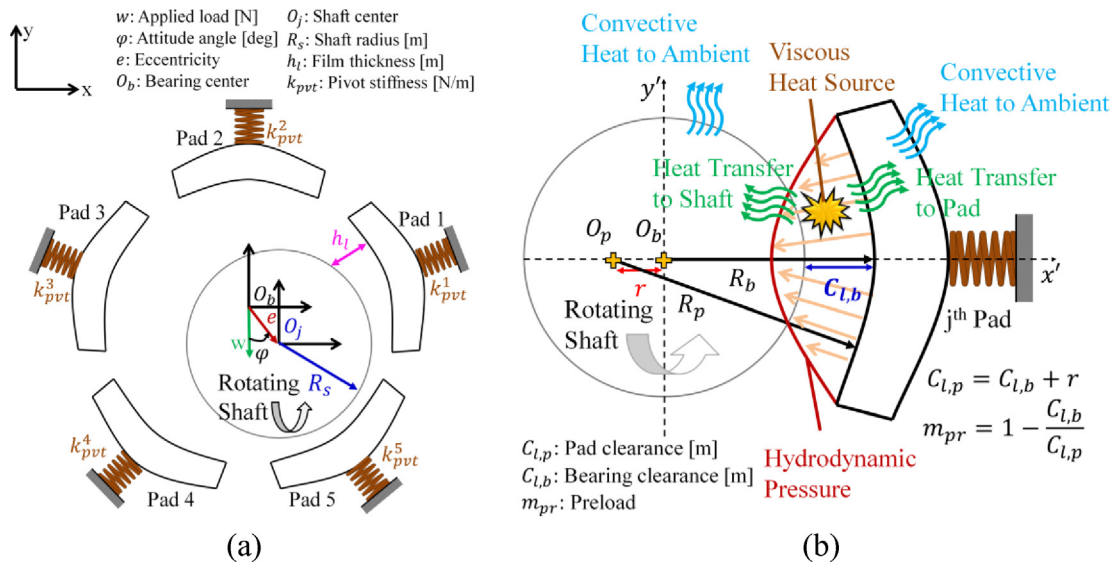 w: Applied load [N]
φ: Attitude angle [deg]
e: Eccentricity
O_b: Bearing center
O_j: Shaft center
R_s: Shaft radius [m]
h_l: Film thickness [m]
k_pvt: Pivot stiffness [N/m]
y
x
Pad 2
k_pvt^2
Pad 3
k_pvt^3
Pad 1
k_pvt^1
h_l
O_b
e
O_j
w
φ
R_s
Rotating
Shaft
k_pvt^4
Pad 4
k_pvt^5
Pad 5
(a)
Convective
Heat to Ambient
Viscous
Heat Source
Convective
Heat to Ambient
y′
Heat Transfer
to Shaft
Heat Transfer
to Pad
O_p
O_b
r
R_b
R_p
C_l,b
x′
j^th Pad
Rotating
Shaft
C_l,p = C_l,b + r
m_pr = 1 − C_l,b / C_l,p
C_l,p: Pad clearance [m]
C_l,b: Bearing clearance [m]
m_pr: Preload
Hydrodynamic
Pressure
(b)